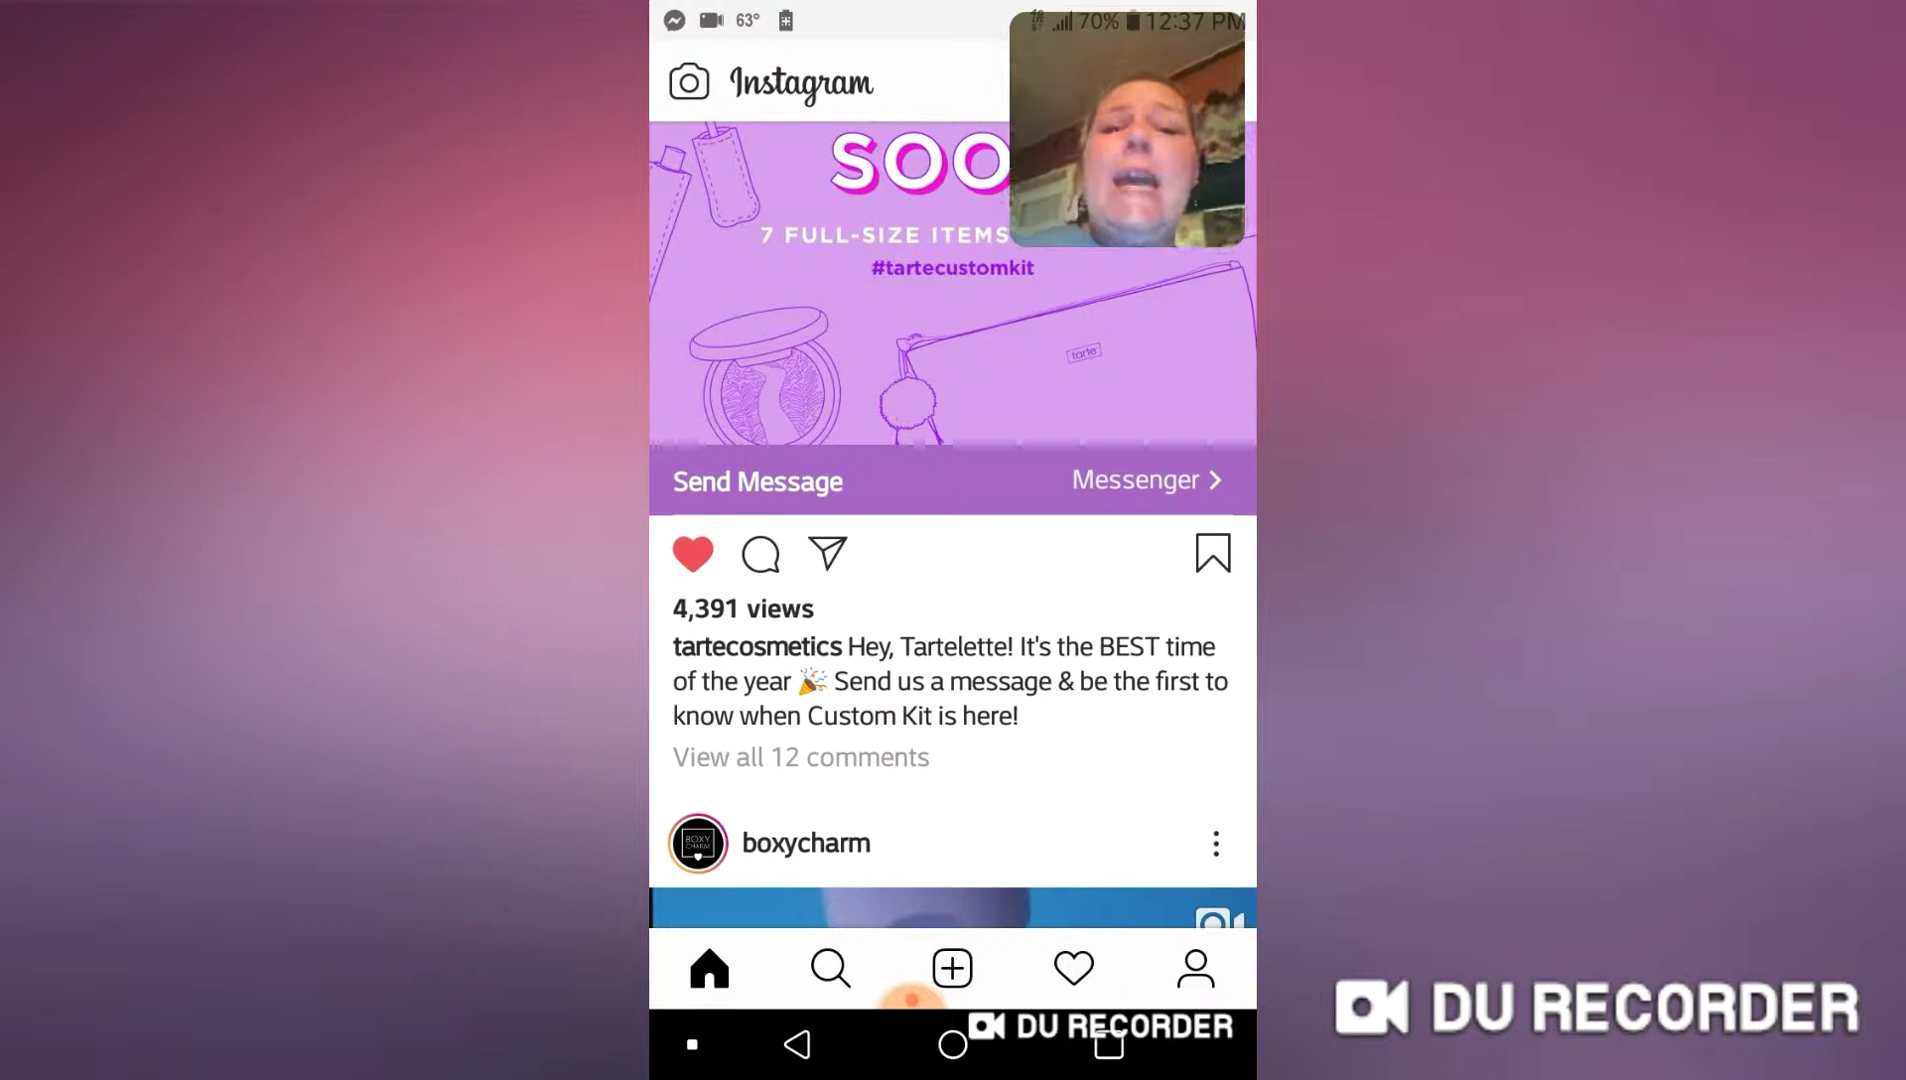 63°
70% 12:37 PM
Instagram
SOO
7 FULL-SIZE ITEMS
#tartecustomkit
tarte
Send Message
Messenger
4,391 views
tartecosmetics Hey, Tartelette! It's the BEST time
of the year 🎉 Send us a message & be the first to
know when Custom Kit is here!
View all 12 comments
BOXY
CHARM
boxycharm
DU RECORDER
DU RECORDER